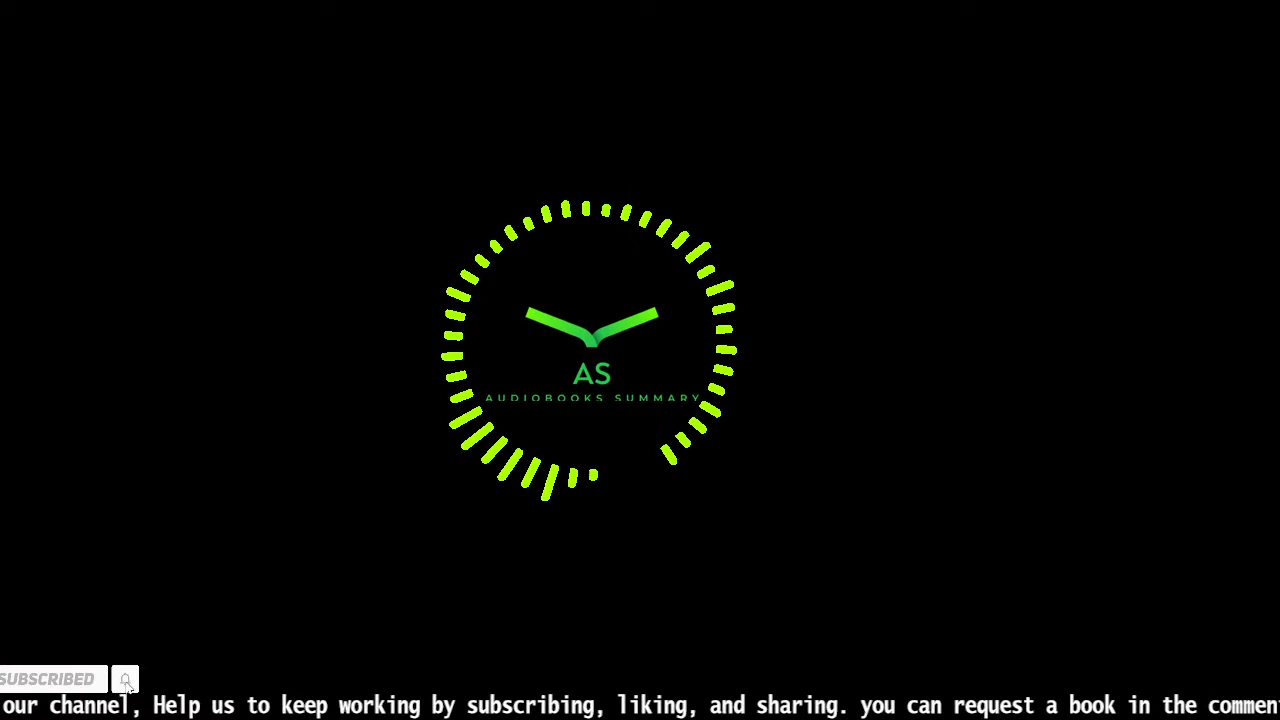 AS
AUDIOBOOKS SUMMARY
SUBSCRIBED
our channel, Help us to keep working by subscribing, liking, and sharing. you can request a book in the commen